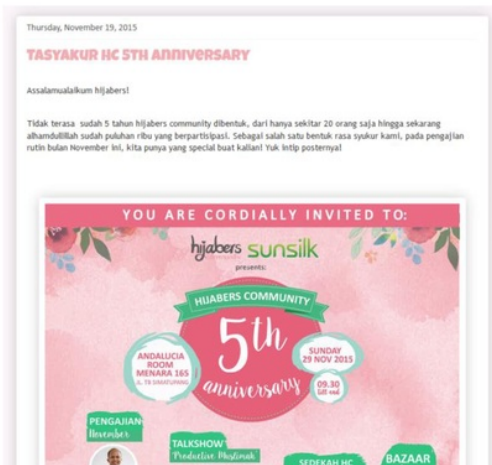 Thursday, November 19, 2015
TASYAKUR HC 5TH ANNIVERSARY
Assalamualaikum hijabers!
Tidak terasa sudah 5 tahun hijabers community dibentuk, dari hanya sekitar 20 orang saja hingga sekarang
alhamdulillah sudah puluhan ribu yang berpartisipasi. Sebagai salah satu bentuk rasa syukur kami, pada pengajian
rutin bulan November ini, kita punya yang special buat kalian! Yuk intip posternya!
YOU ARE CORDIALLY INVITED TO:
hijabers sunsilk
presents:
HIJABERS COMMUNITY
5th
anniversary
ANDALUCIA
ROOM
MENARA 165
JL. TB SIMATUPANG
SUNDAY
29 NOV 2015
09.30
till end
PENGAJIAN
November
TALKSHOW
Productive Muslimah
SEDEKAH HC
BAZAAR